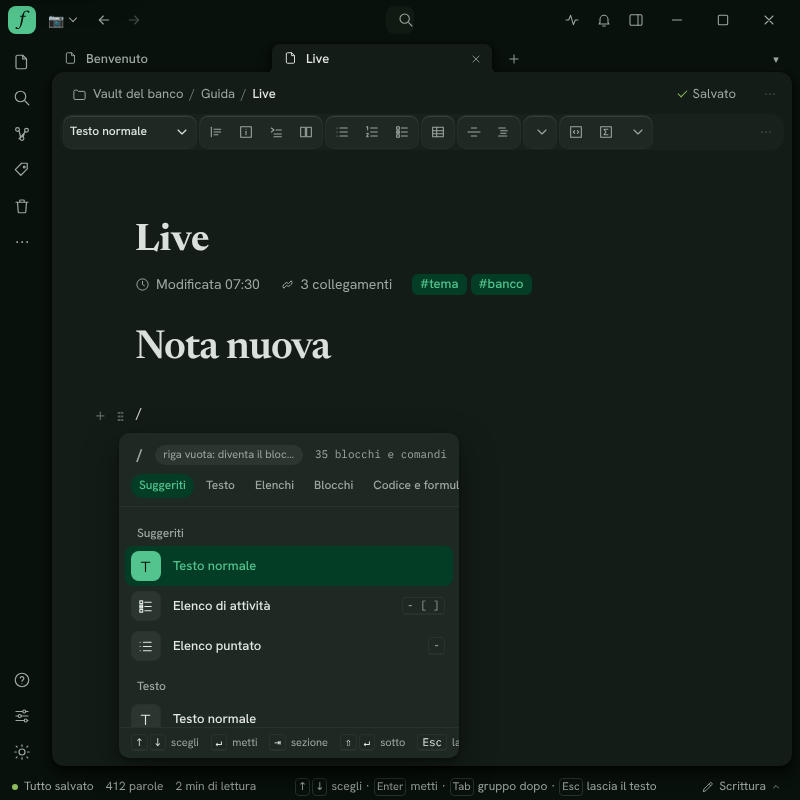 f
Benvenuto
Live
Vault del banco / Guida / Live
Salvato
Testo normale
Live
Modificata 07:30
3 collegamenti
#tema
#banco
Nota nuova
/
/ riga vuota: diventa il bloc… 35 blocchi e comandi
Suggeriti Testo Elenchi Blocchi Codice e formul
Suggeriti
T Testo normale
Elenco di attività - [ ]
Elenco puntato -
Testo
T Testo normale
↑ ↓ scegli ↵ metti ⇥ sezione ⇧ ↵ sotto Esc la
Tutto salvato 412 parole 2 min di lettura ↑ ↓ scegli · Enter metti · Tab gruppo dopo · Esc lascia il testo Scrittura